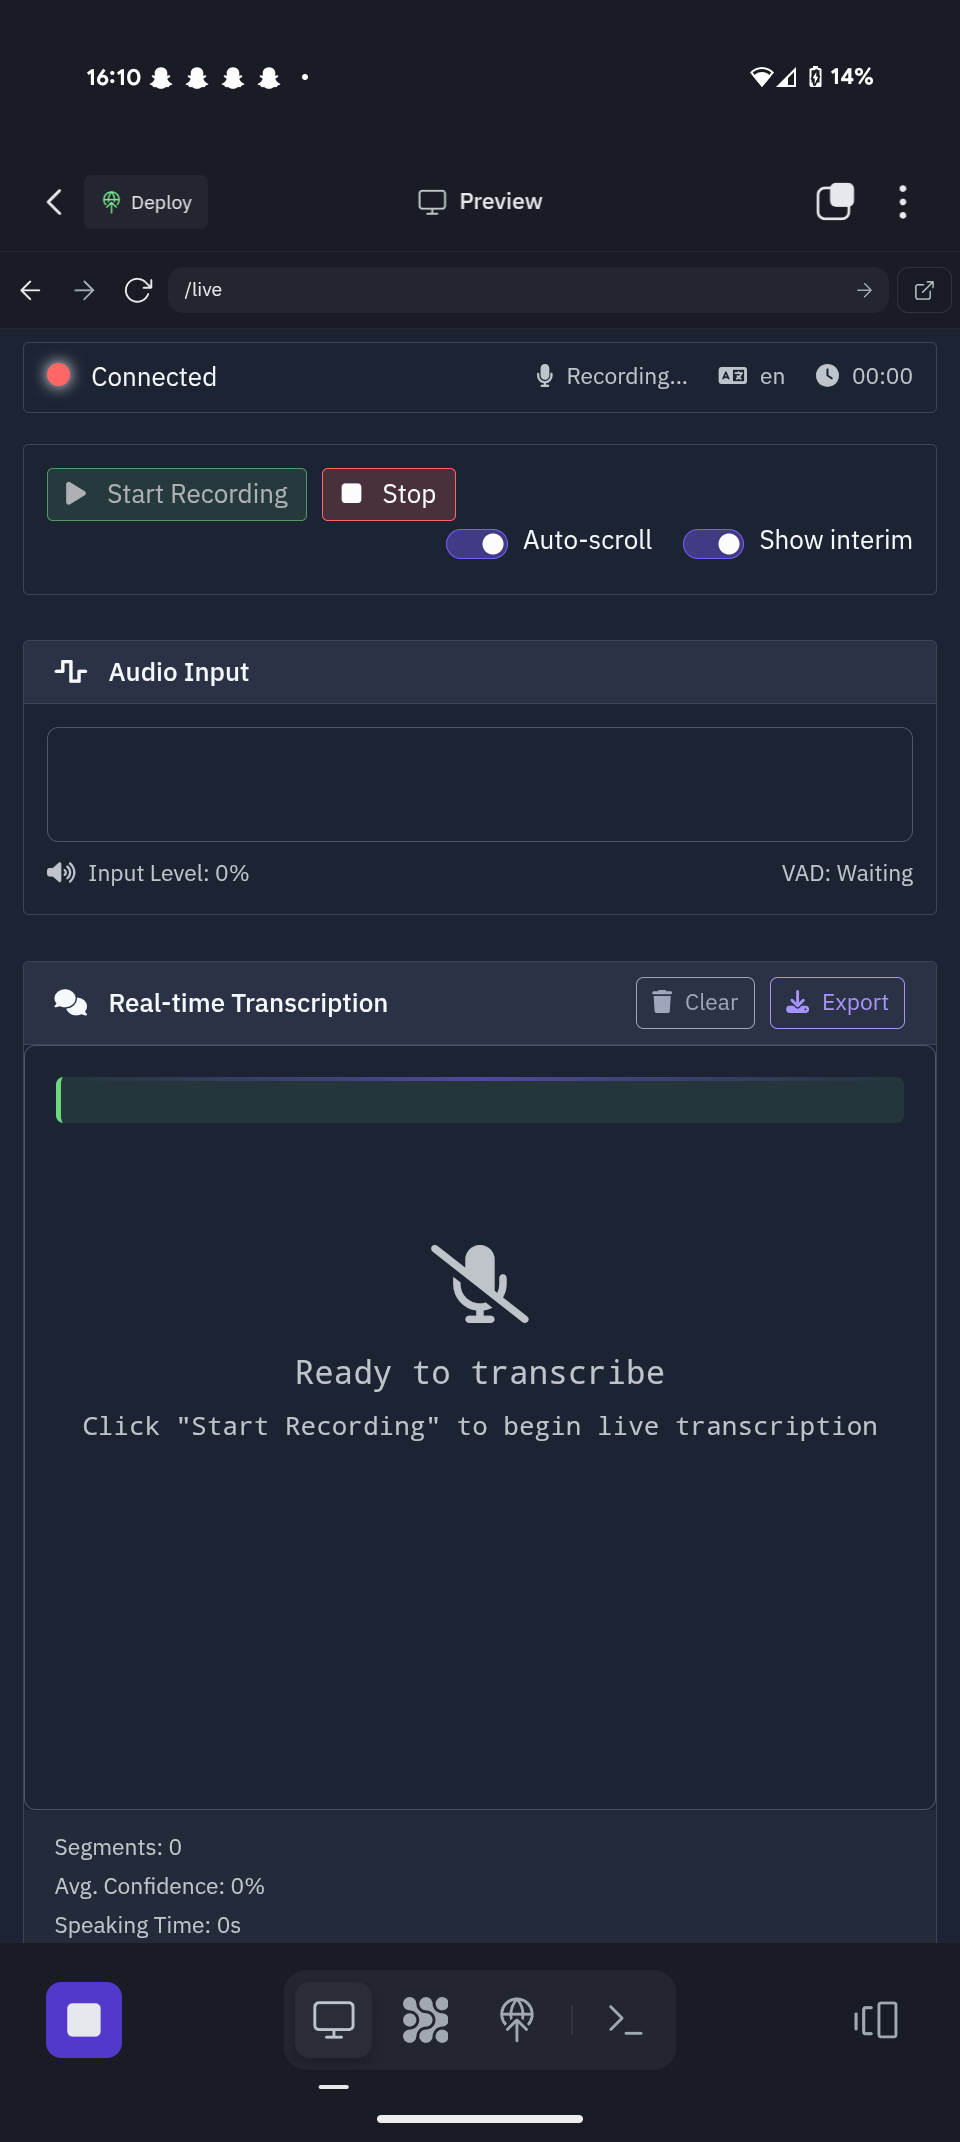 16:10 14%
Deploy Preview
/live
Connected Recording... en 00:00
Start Recording Stop
Auto-scroll Show interim
Audio Input
Input Level: 0% VAD: Waiting
Real-time Transcription Clear Export
Ready to transcribe
Click "Start Recording" to begin live transcription
Segments: 0
Avg. Confidence: 0%
Speaking Time: 0s